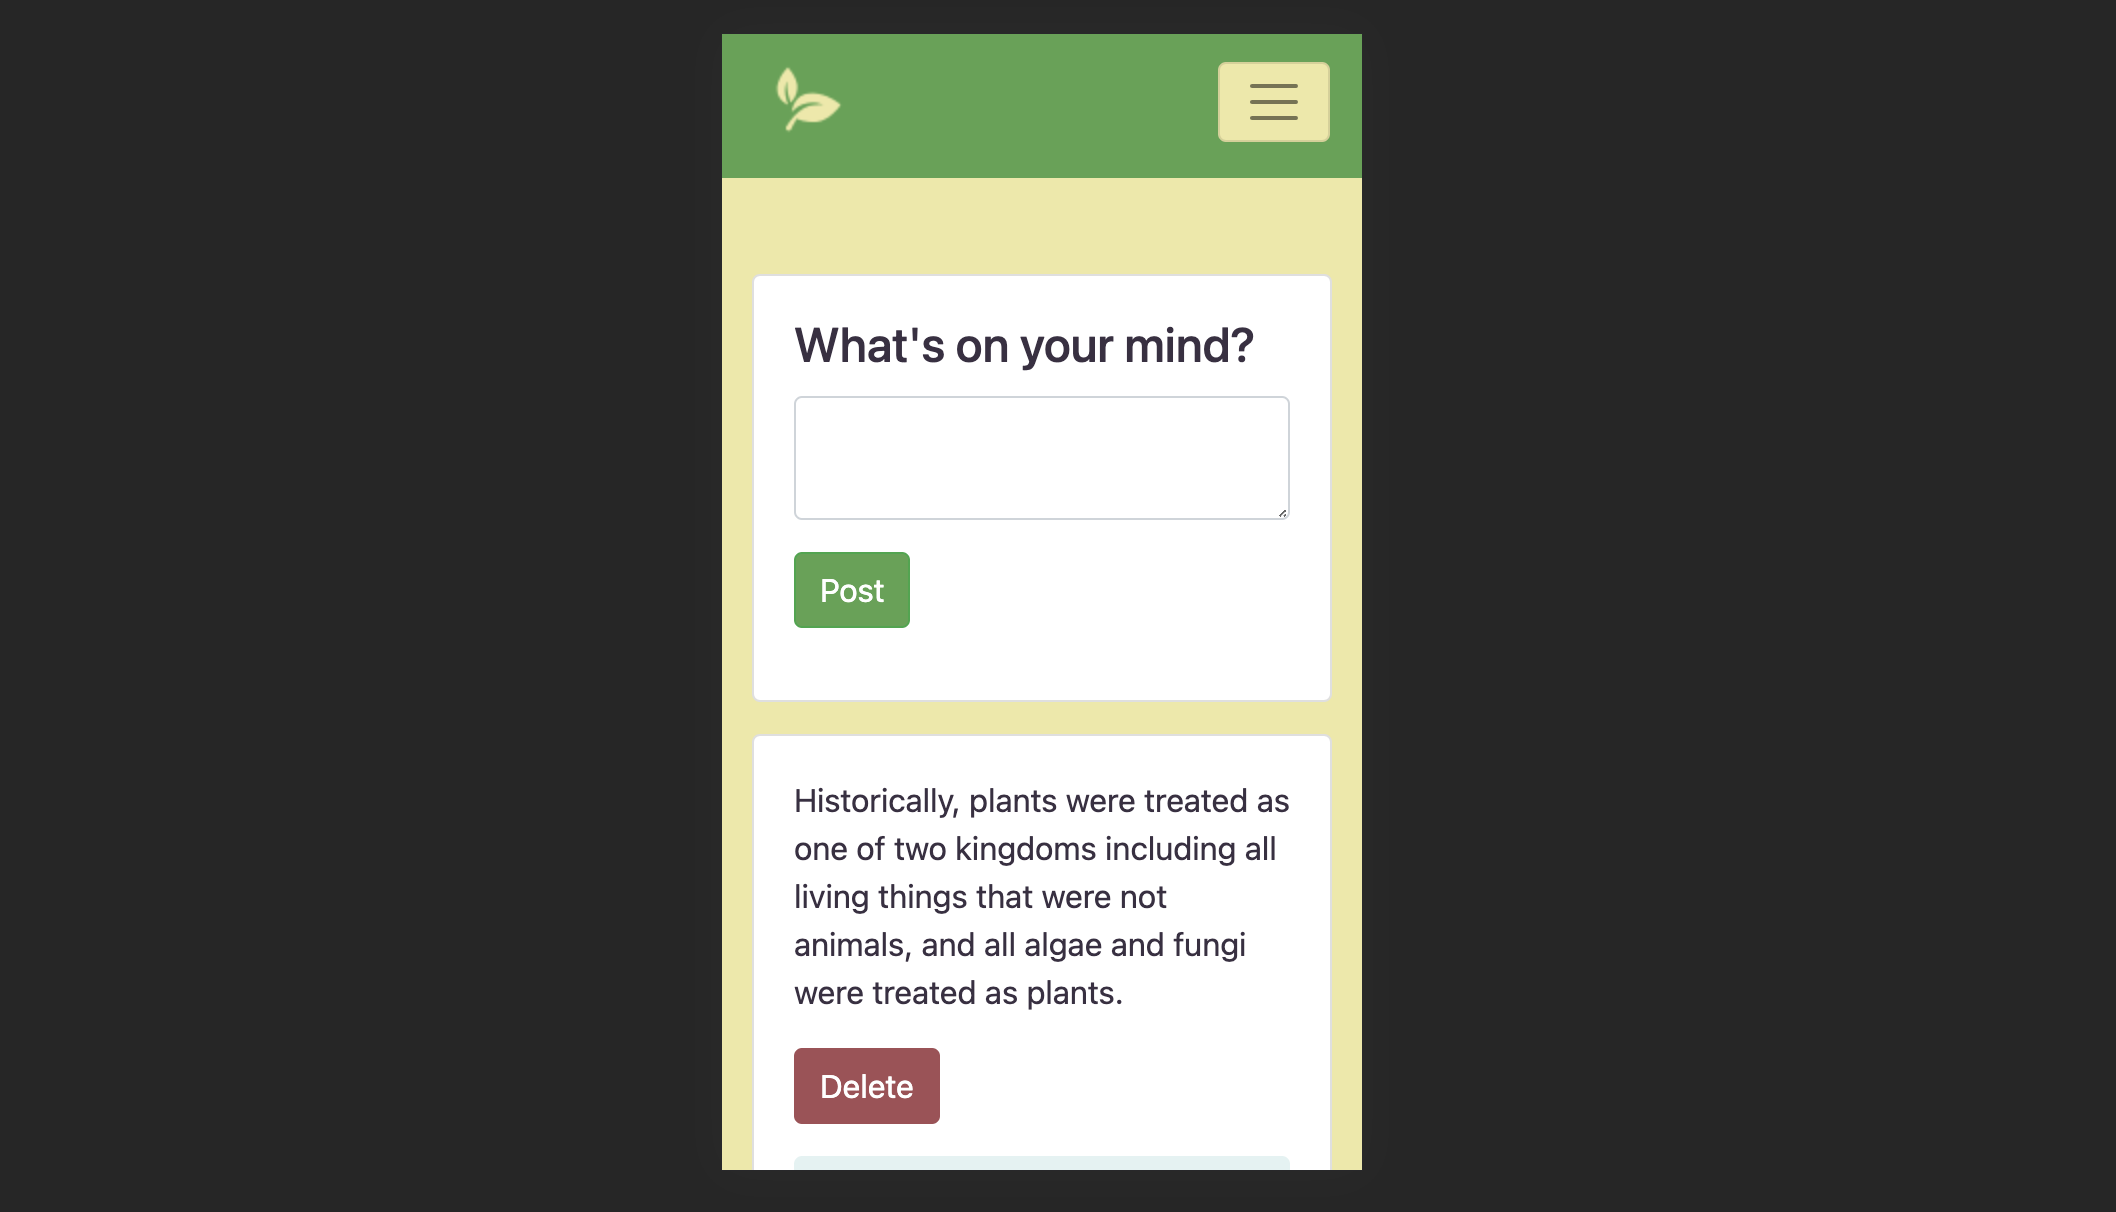 What's on your mind?
Post
Historically, plants were treated as
one of two kingdoms including all
living things that were not
animals, and all algae and fungi
were treated as plants.
Delete